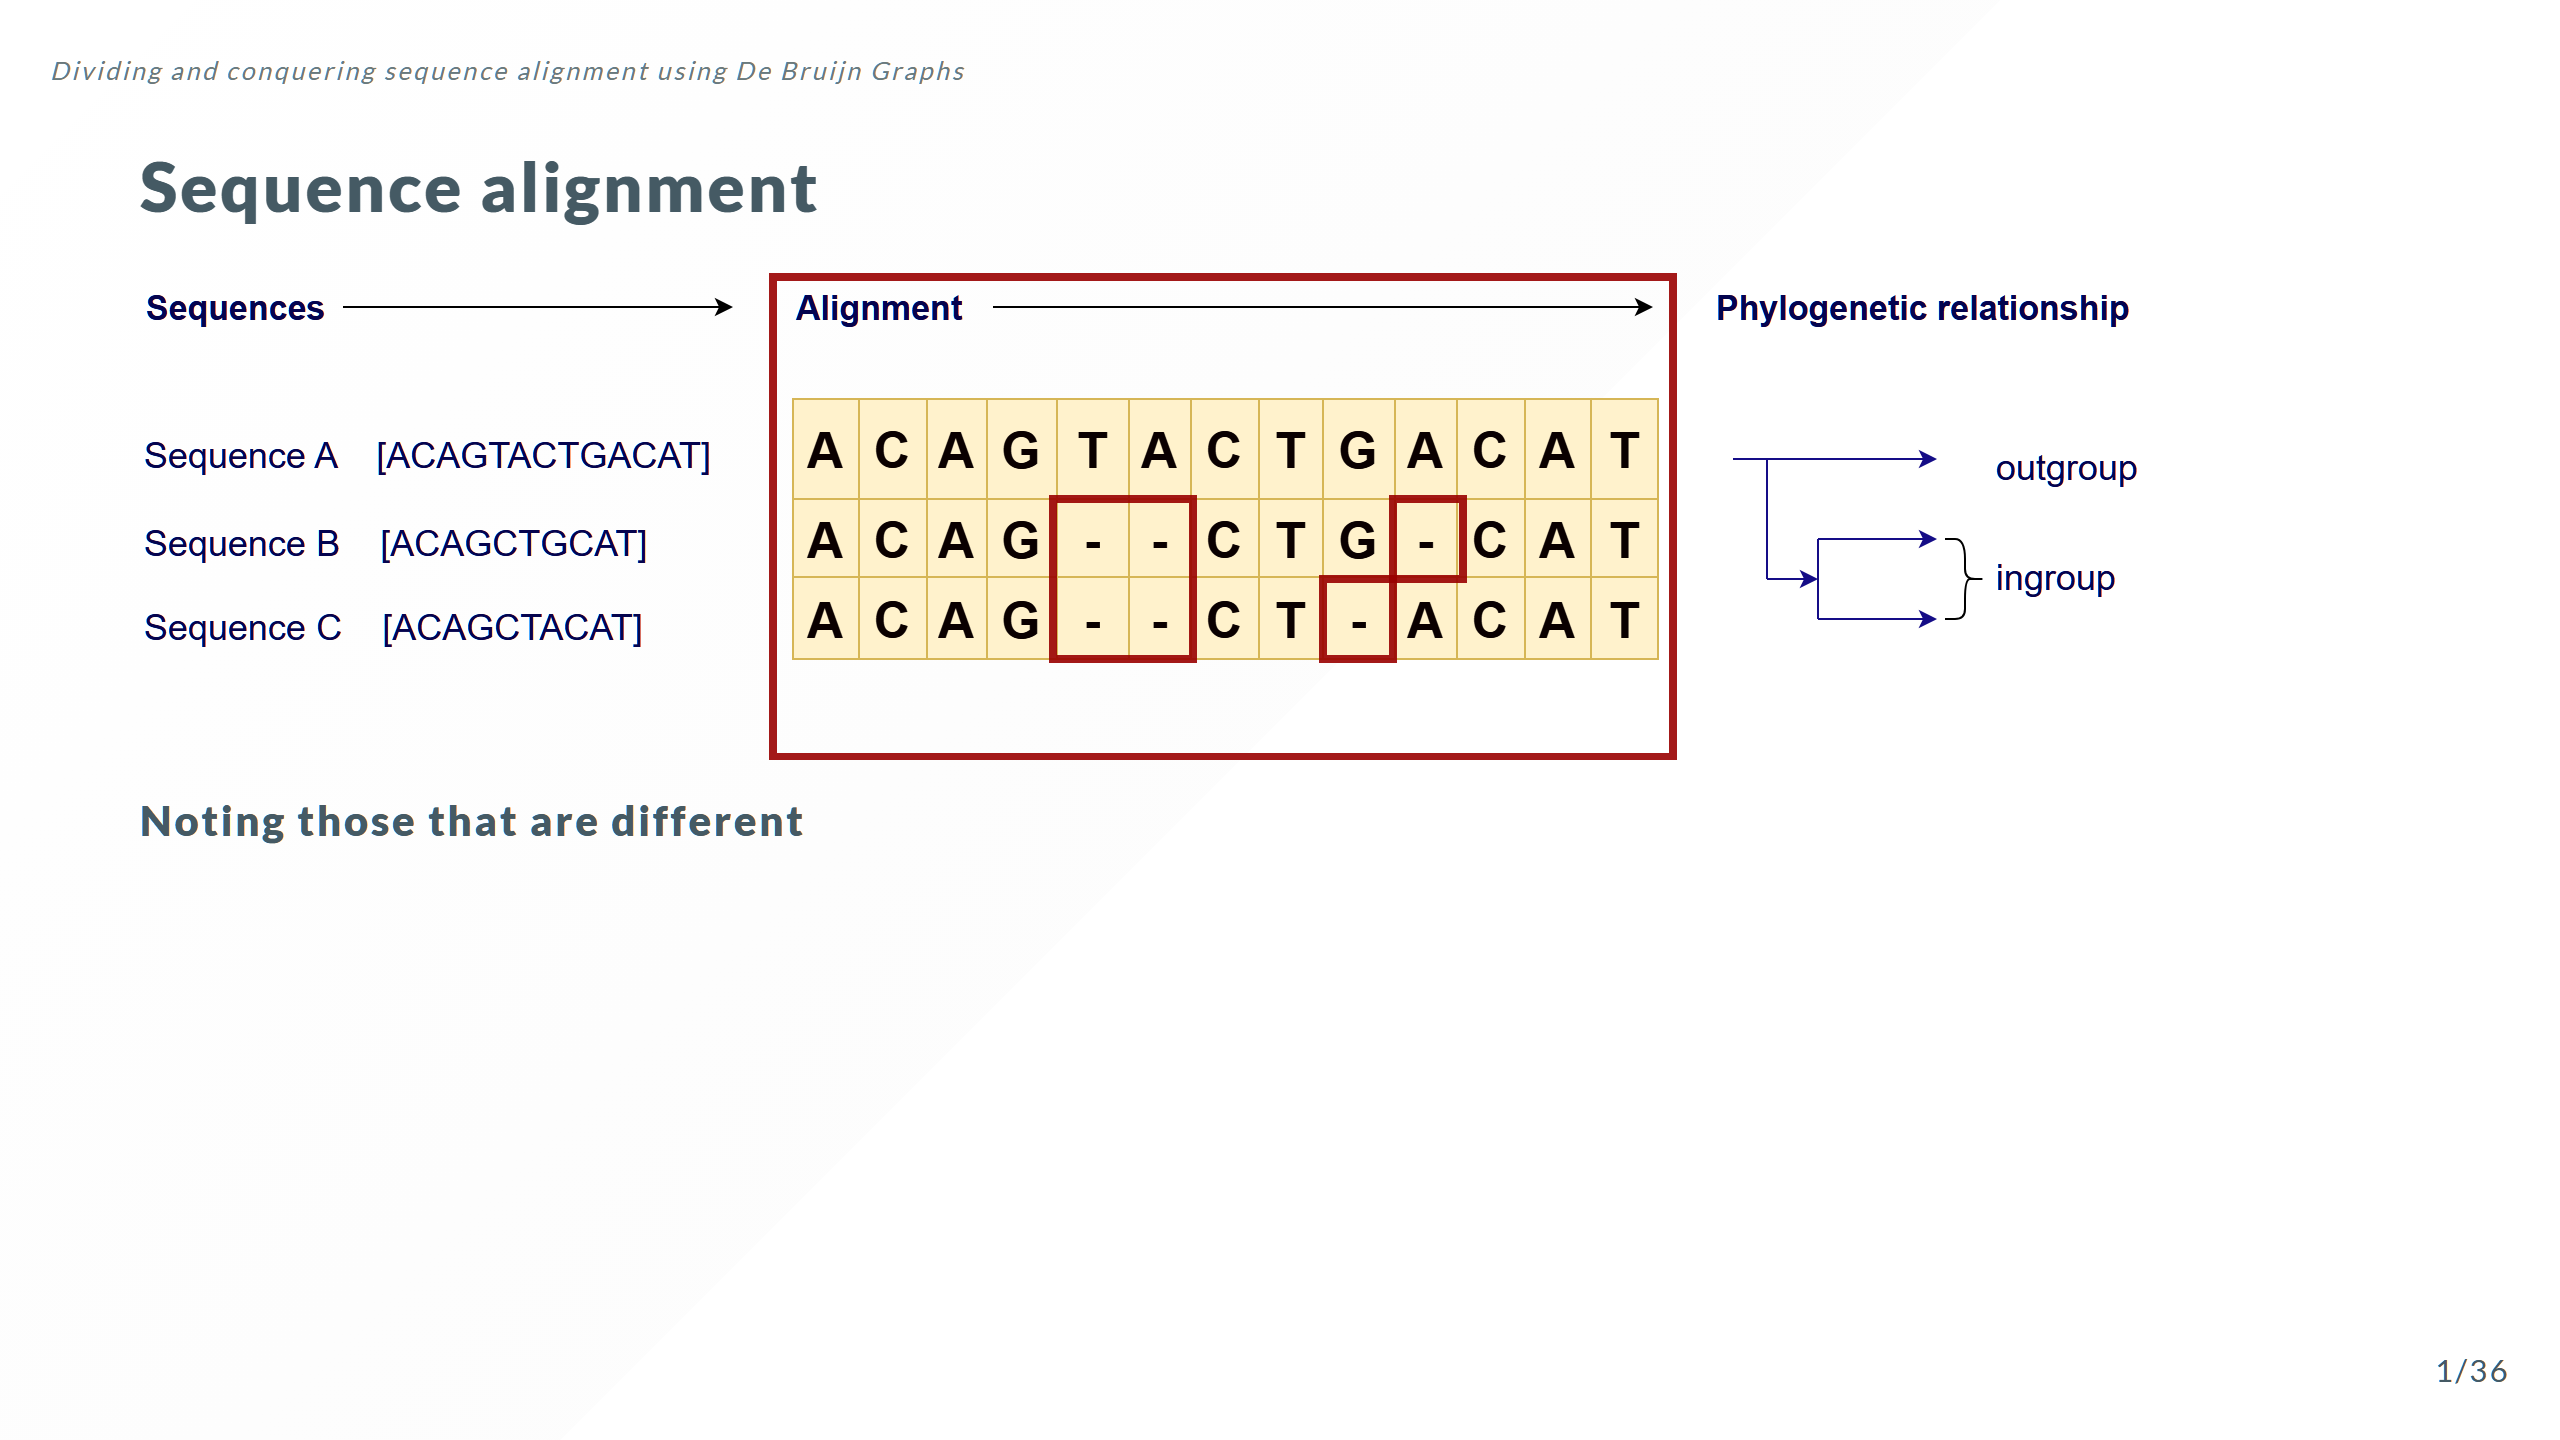 Dividing and conquering sequence alignment using De Bruijn Graphs
Sequence alignment
Sequences
Alignment
Phylogenetic relationship
Sequence A [ACAGTACTGACAT]
Sequence B [ACAGCTGCAT]
Sequence C [ACAGCTACAT]
A C A G T A C T G A C A T
A C A G - - C T G - C A T
A C A G - - C T - A C A T
outgroup
ingroup
Noting those that are different
1/36